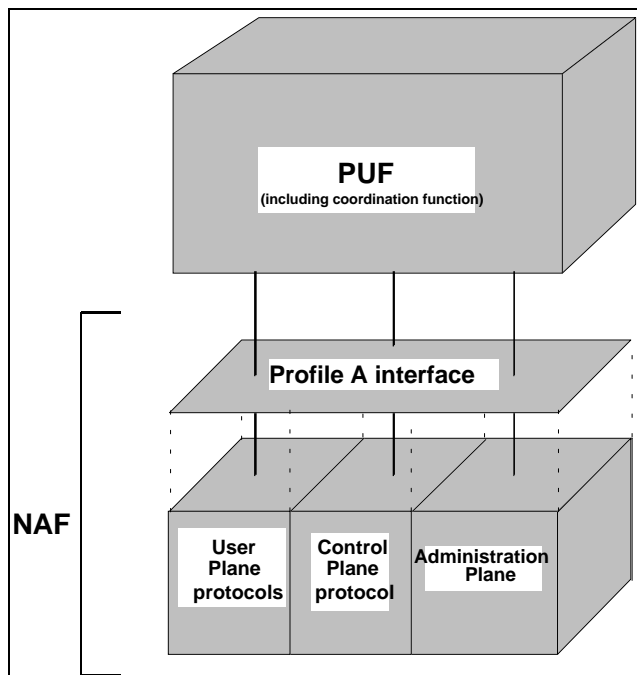 PUF
(including coordination function)
Profile A interface
NAF
User
Plane
protocols
Control
Plane
protocol
Administration
Plane